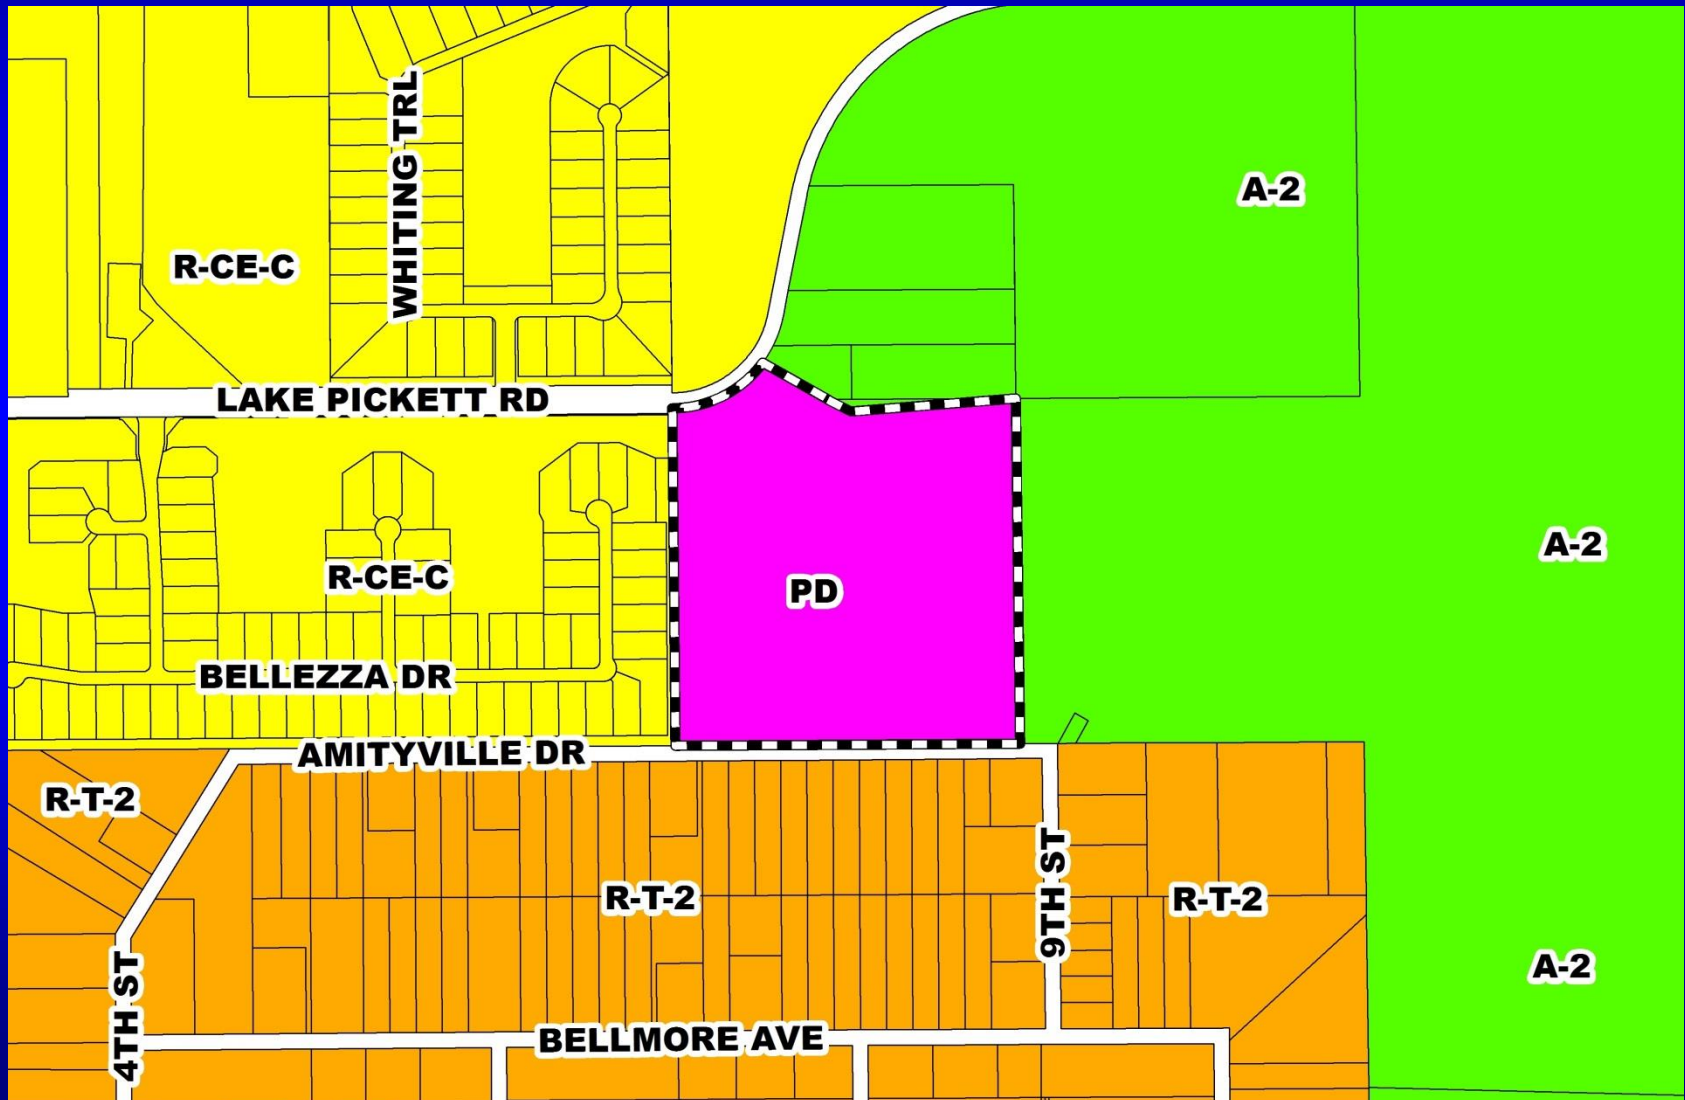 WHITING TRL
A-2
R-CE-C
LAKE PICKETT RD
A-2
R-CE-C
PD
BELLEZZA DR
AMITYVILLE DR
R-T-2
R-T-2
9TH ST
R-T-2
A-2
4TH ST
BELLMORE AVE